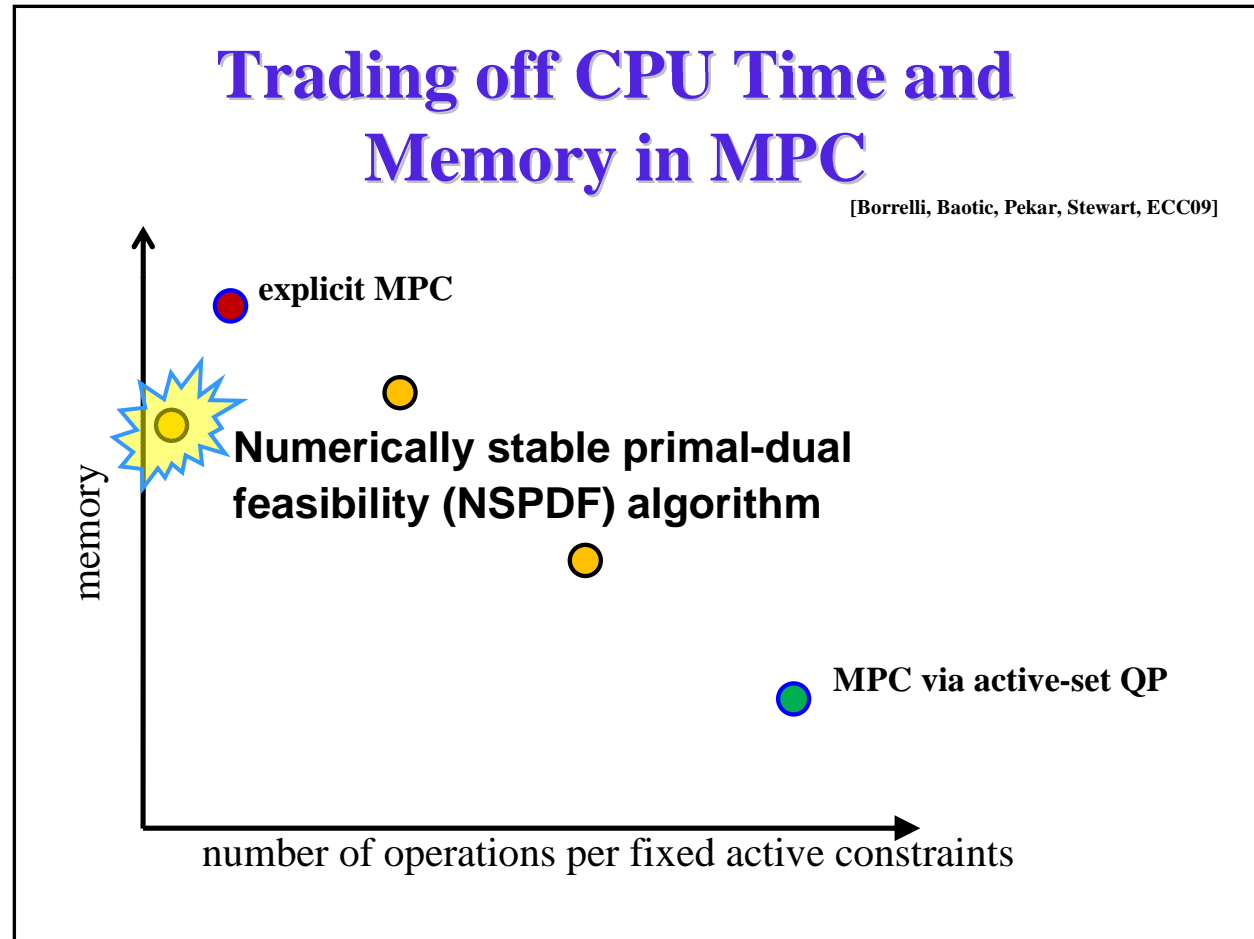 Trading off CPU Time and
Memory in MPC
[Borrelli, Baotic, Pekar, Stewart, ECC09]
explicit MPC
Numerically stable primal-dual
feasibility (NSPDF) algorithm
memory
MPC via active-set QP
number of operations per fixed active constraints